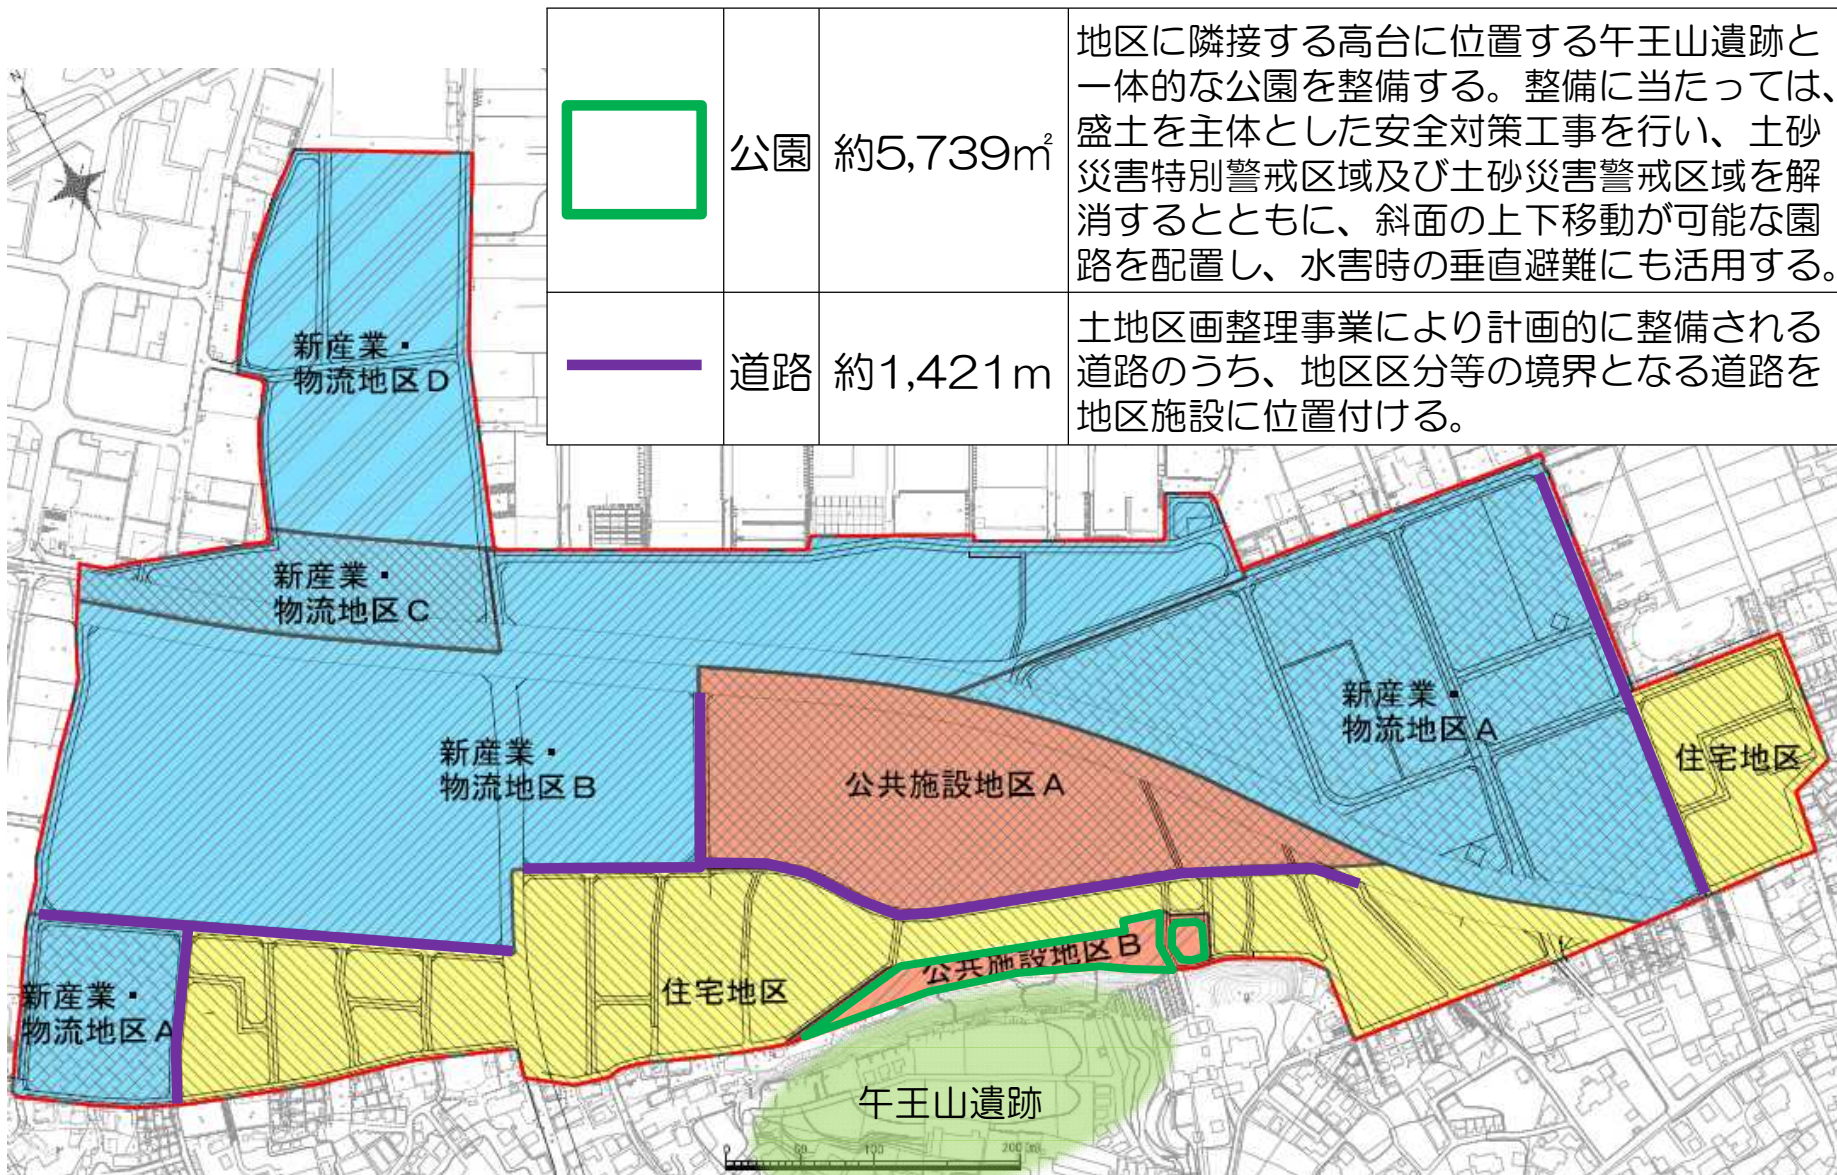 公園
約5,739㎡
地区に隣接する高台に位置する午王山遺跡と
一体的な公園を整備する。整備に当たっては、
盛土を主体とした安全対策工事を行い、土砂
災害特別警戒区域及び土砂災害警戒区域を解
消するとともに、斜面の上下移動が可能な園
路を配置し、水害時の垂直避難にも活用する。
道路
約1,421m
土地区画整理事業により計画的に整備される
道路のうち、地区区分等の境界となる道路を
地区施設に位置付ける。
新産業・
物流地区D
新産業・
物流地区C
新産業・
物流地区B
公共施設地区A
新産業・
物流地区A
住宅地区
新産業・
物流地区A
住宅地区
公共施設地区B
午王山遺跡
0 50 100 200 m